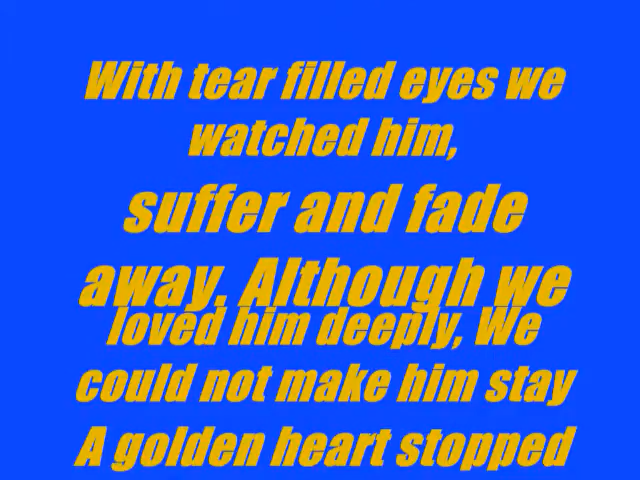 With tear filled eyes we
watched him,
suffer and fade
away. Although we
loved him deeply, We
could not make him stay
A golden heart stopped